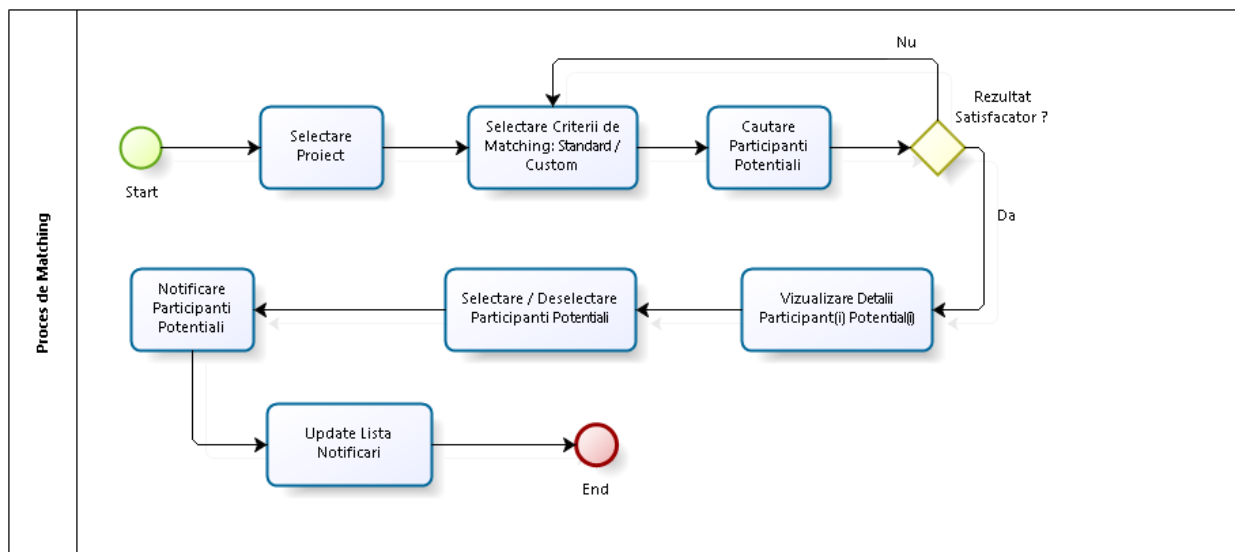 Proces de Matching
Nu
Rezultat
Satisfacator ?
Start
Selectare
Proiect
Selectare Criterii de
Matching: Standard /
Custom
Cautare
Participanti
Potentiali
Da
Vizualizare Detalii
Participant(i) Potential(i)
Selectare / Deselectare
Participanti Potentiali
Notificare
Participanti
Potentiali
Update Lista
Notificari
End